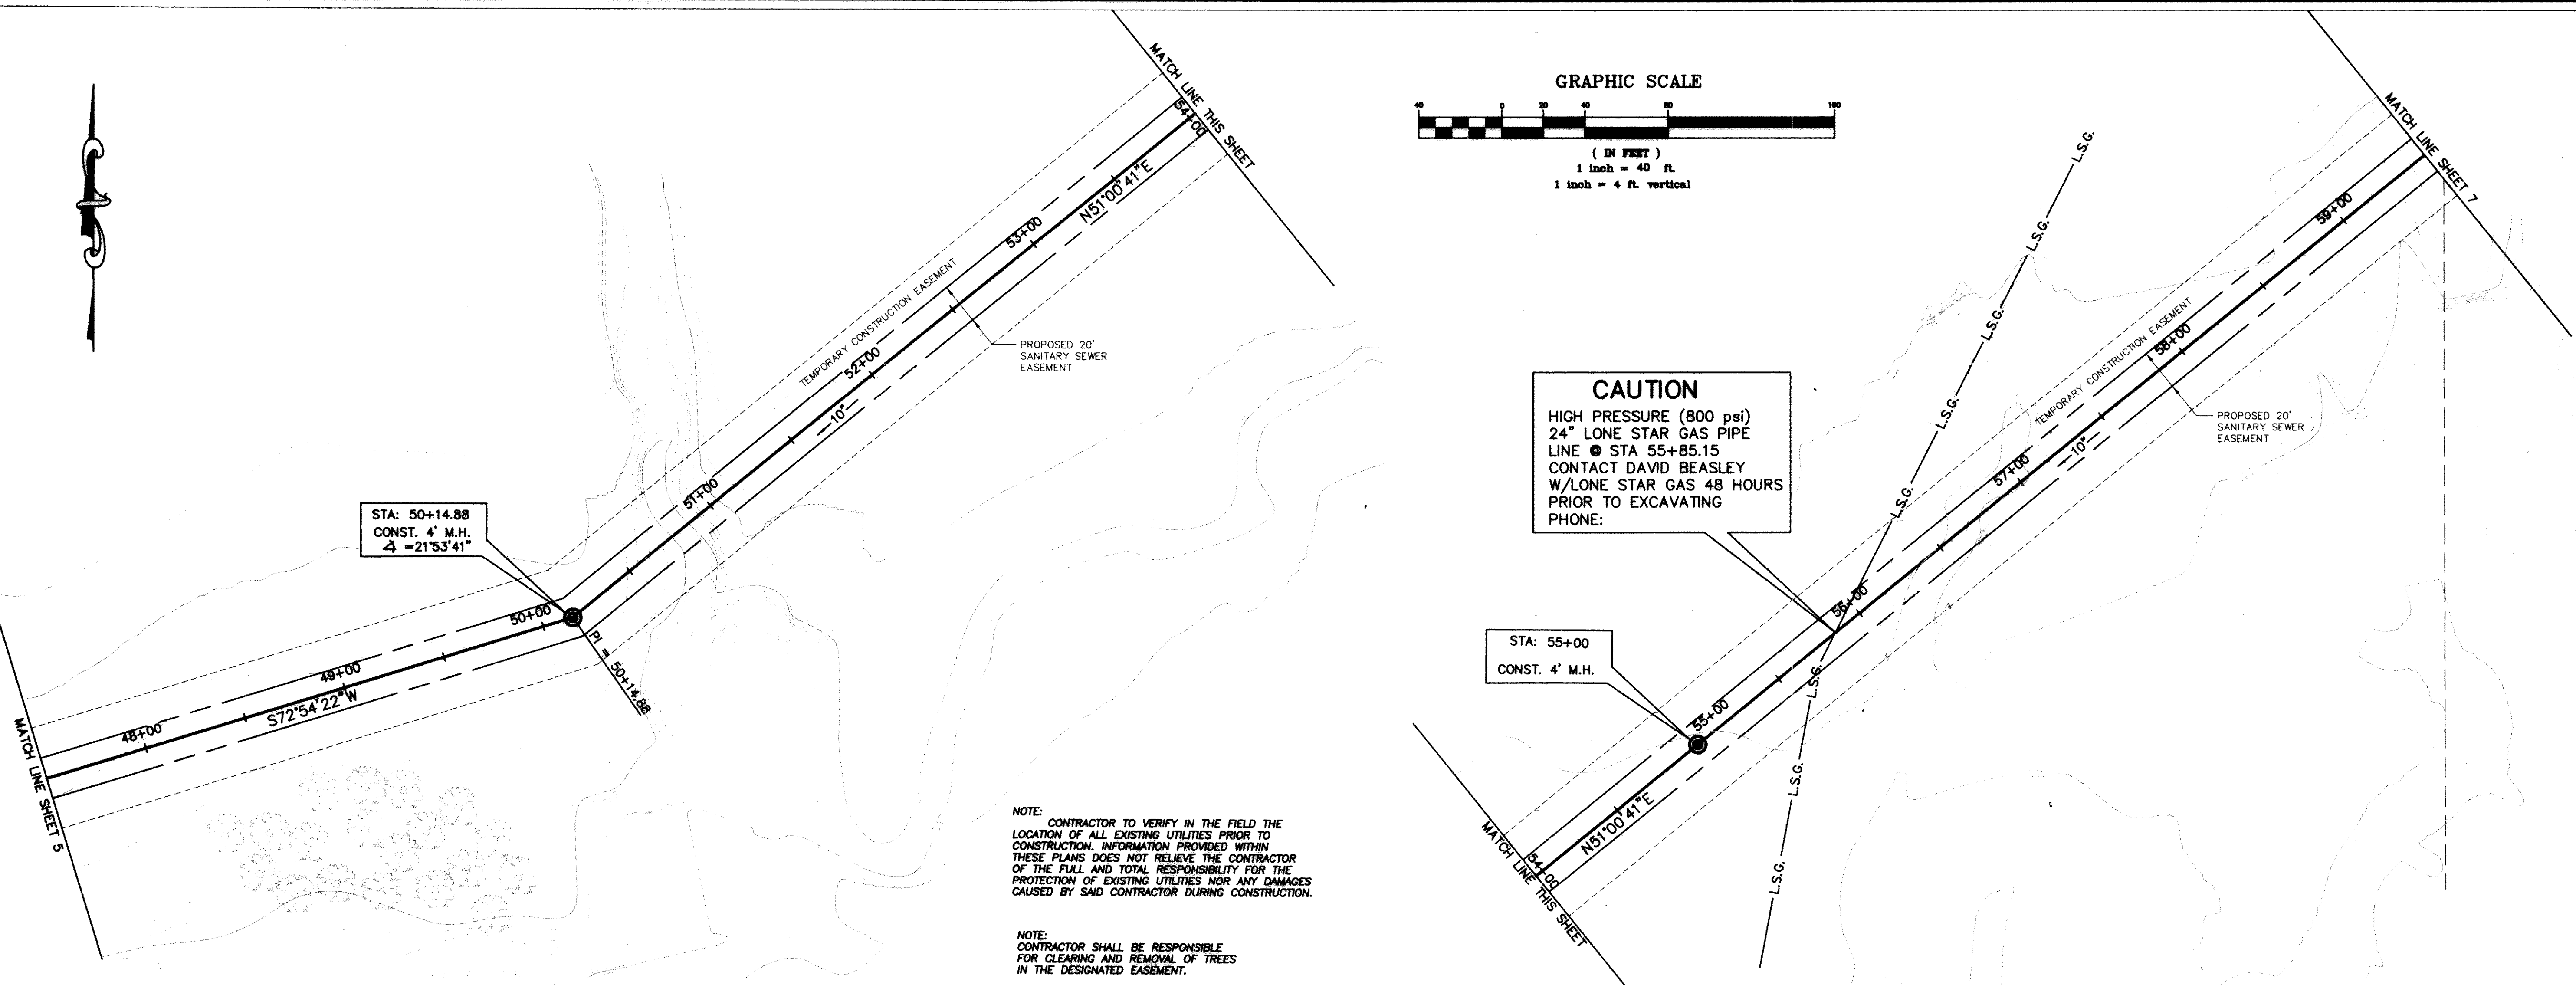 MATCH LINE THIS SHEET
54+00
N51°00'41"E
53+00
TEMPORARY CONSTRUCTION EASEMENT
52+00
10"
PROPOSED 20'
SANITARY SEWER
EASEMENT
51+00
STA: 50+14.88
CONST. 4' M.H.
∆ =21°53'41"
50+00
PI = 50+14.88
49+00
S72°54'22"W
48+00
MATCH LINE SHEET 5
NOTE:
CONTRACTOR TO VERIFY IN THE FIELD THE
LOCATION OF ALL EXISTING UTILITIES PRIOR TO
CONSTRUCTION. INFORMATION PROVIDED WITHIN
THESE PLANS DOES NOT RELIEVE THE CONTRACTOR
OF THE FULL AND TOTAL RESPONSIBILITY FOR THE
PROTECTION OF EXISTING UTILITIES NOR ANY DAMAGES
CAUSED BY SAID CONTRACTOR DURING CONSTRUCTION.
NOTE:
CONTRACTOR SHALL BE RESPONSIBLE
FOR CLEARING AND REMOVAL OF TREES
IN THE DESIGNATED EASEMENT.
GRAPHIC SCALE
40 0 20 40 80 160
( IN FEET )
1 inch = 40 ft.
1 inch = 4 ft. vertical
MATCH LINE SHEET 7
59+00
L.S.G.
L.S.G.
L.S.G.
L.S.G.
L.S.G.
TEMPORARY CONSTRUCTION EASEMENT
58+00
10"
PROPOSED 20'
SANITARY SEWER
EASEMENT
57+00
CAUTION
HIGH PRESSURE (800 psi)
24" LONE STAR GAS PIPE
LINE @ STA 55+85.15
CONTACT DAVID BEASLEY
W/LONE STAR GAS 48 HOURS
PRIOR TO EXCAVATING
PHONE:
56+00
STA: 55+00
CONST. 4' M.H.
55+00
L.S.G.
L.S.G.
L.S.G.
N51°00'41"E
54+00
MATCH LINE THIS SHEET